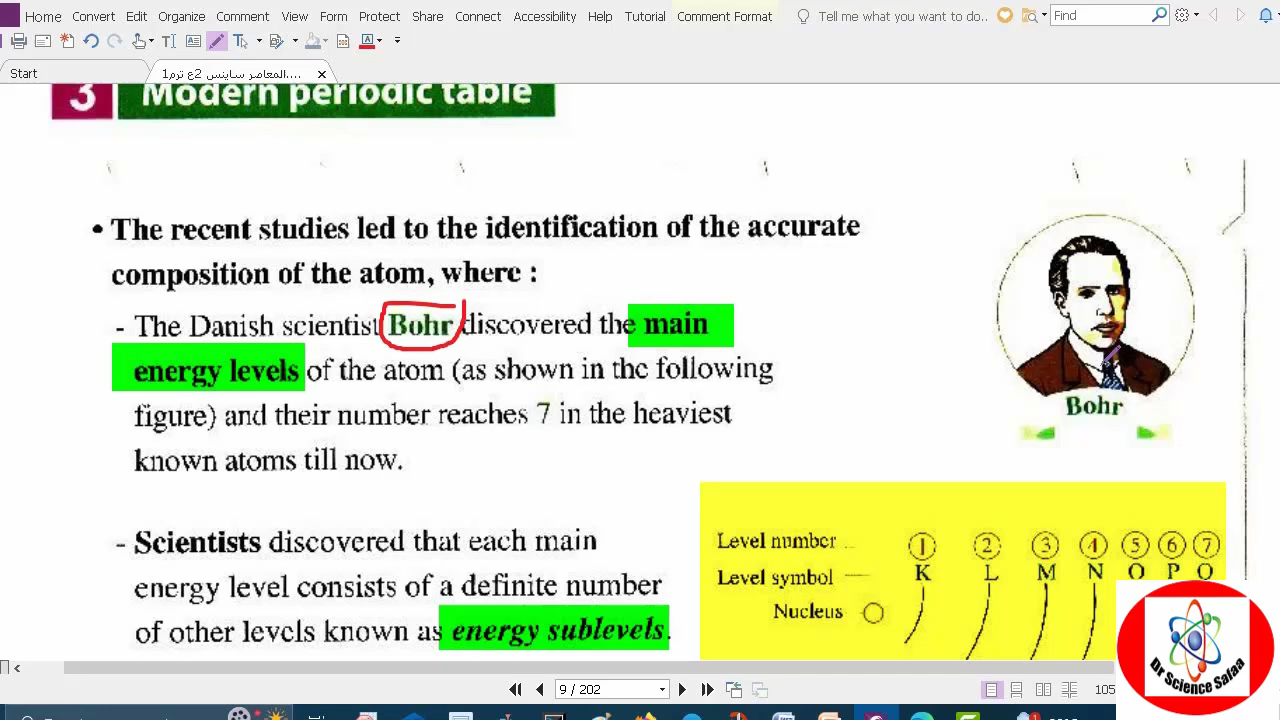 Home Convert Edit Organize Comment View Form Protect Share Connect Accessibility Help Tutorial Comment Format Tell me what you want to do.. Find
Start
المعاصر ساينس 2ع ترم1....
3 Modern periodic table
• The recent studies led to the identification of the accurate
composition of the atom, where :
- The Danish scientist Bohr discovered the main
energy levels of the atom (as shown in the following
figure) and their number reaches 7 in the heaviest
known atoms till now.
Bohr
- Scientists discovered that each main
energy level consists of a definite number
of other levels known as energy sublevels.
Level number 1 2 3 4 5 6 7
Level symbol K L M N O P Q
Nucleus
Dr Science Safaa
9 / 202
105